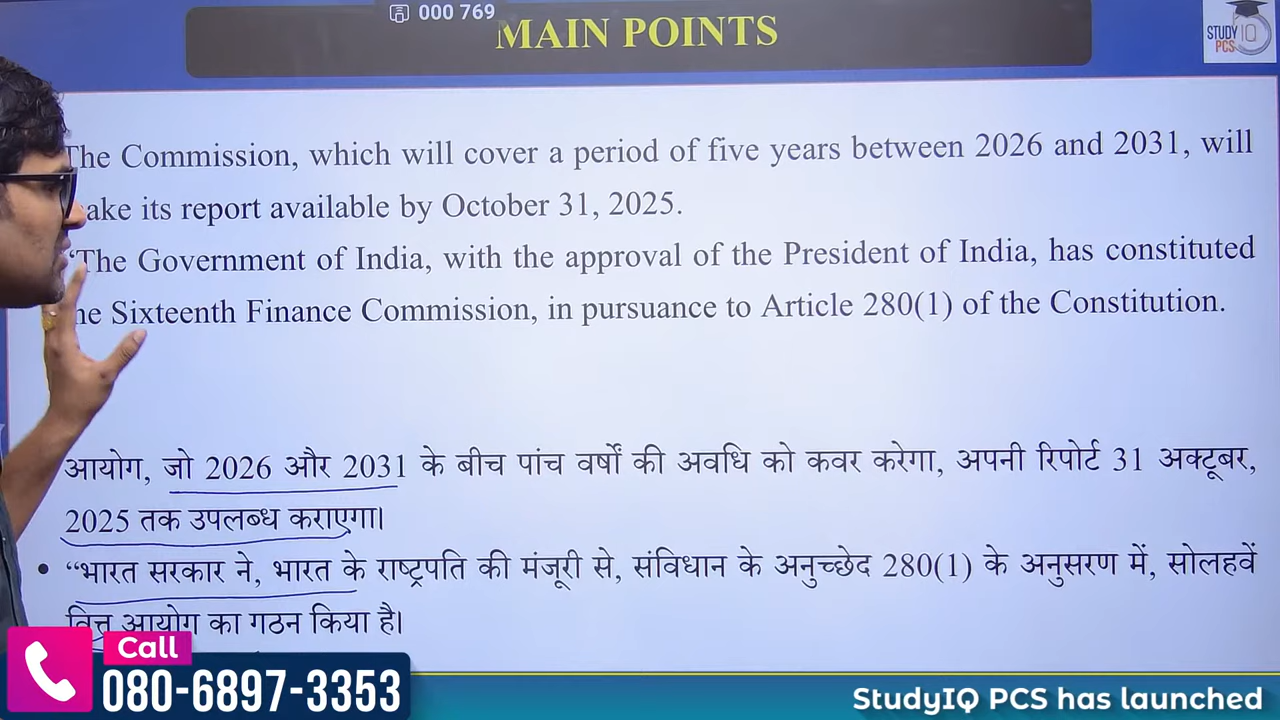 000 769
MAIN POINTS
STUDY IQ
PCS
The Commission, which will cover a period of five years between 2026 and 2031, will
its report available by October 31, 2025.
“The Government of India, with the approval of the President of India, has constituted
Sixteenth Finance Commission, in pursuance to Article 280(1) of the Constitution.
आयोग, जो 2026 और 2031 के बीच पांच वर्षों की अवधि को कवर करेगा, अपनी रिपोर्ट 31 अक्टूबर,
2025 तक उपलब्ध कराएगा।
• “भारत सरकार ने, भारत के राष्ट्रपति की मंजूरी से, संविधान के अनुच्छेद 280(1) के अनुसरण में, सोलहवें
वित्त आयोग का गठन किया है।
Call
080-6897-3353
StudyIQ PCS has launched